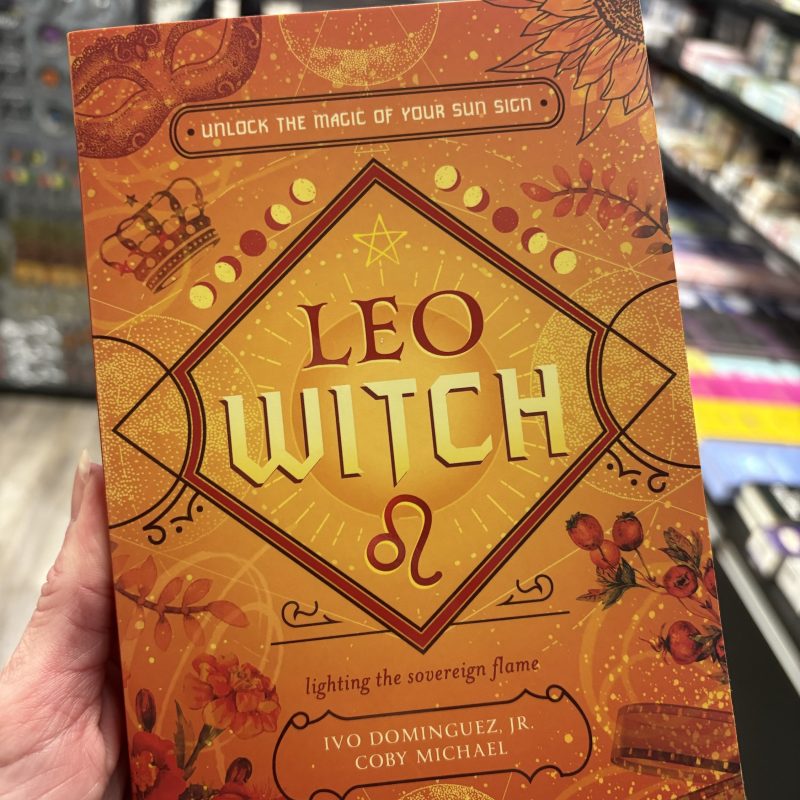 UNLOCK THE MAGIC OF YOUR SUN SIGN
LEO
WITCH
lighting the sovereign flame
IVO DOMINGUEZ, JR.
COBY MICHAEL